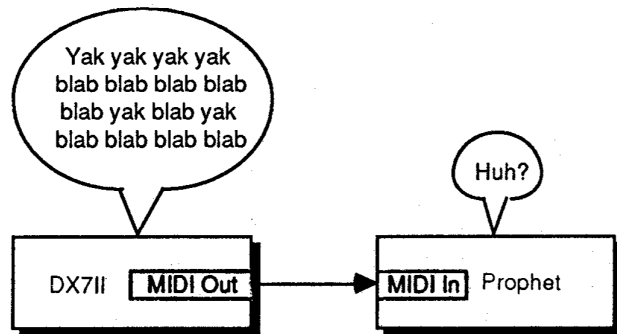 Yak yak yak yak
blab blab blab blab
blab yak blab yak
blab blab blab blab
Huh?
DX7II MIDI Out
MIDI In Prophet